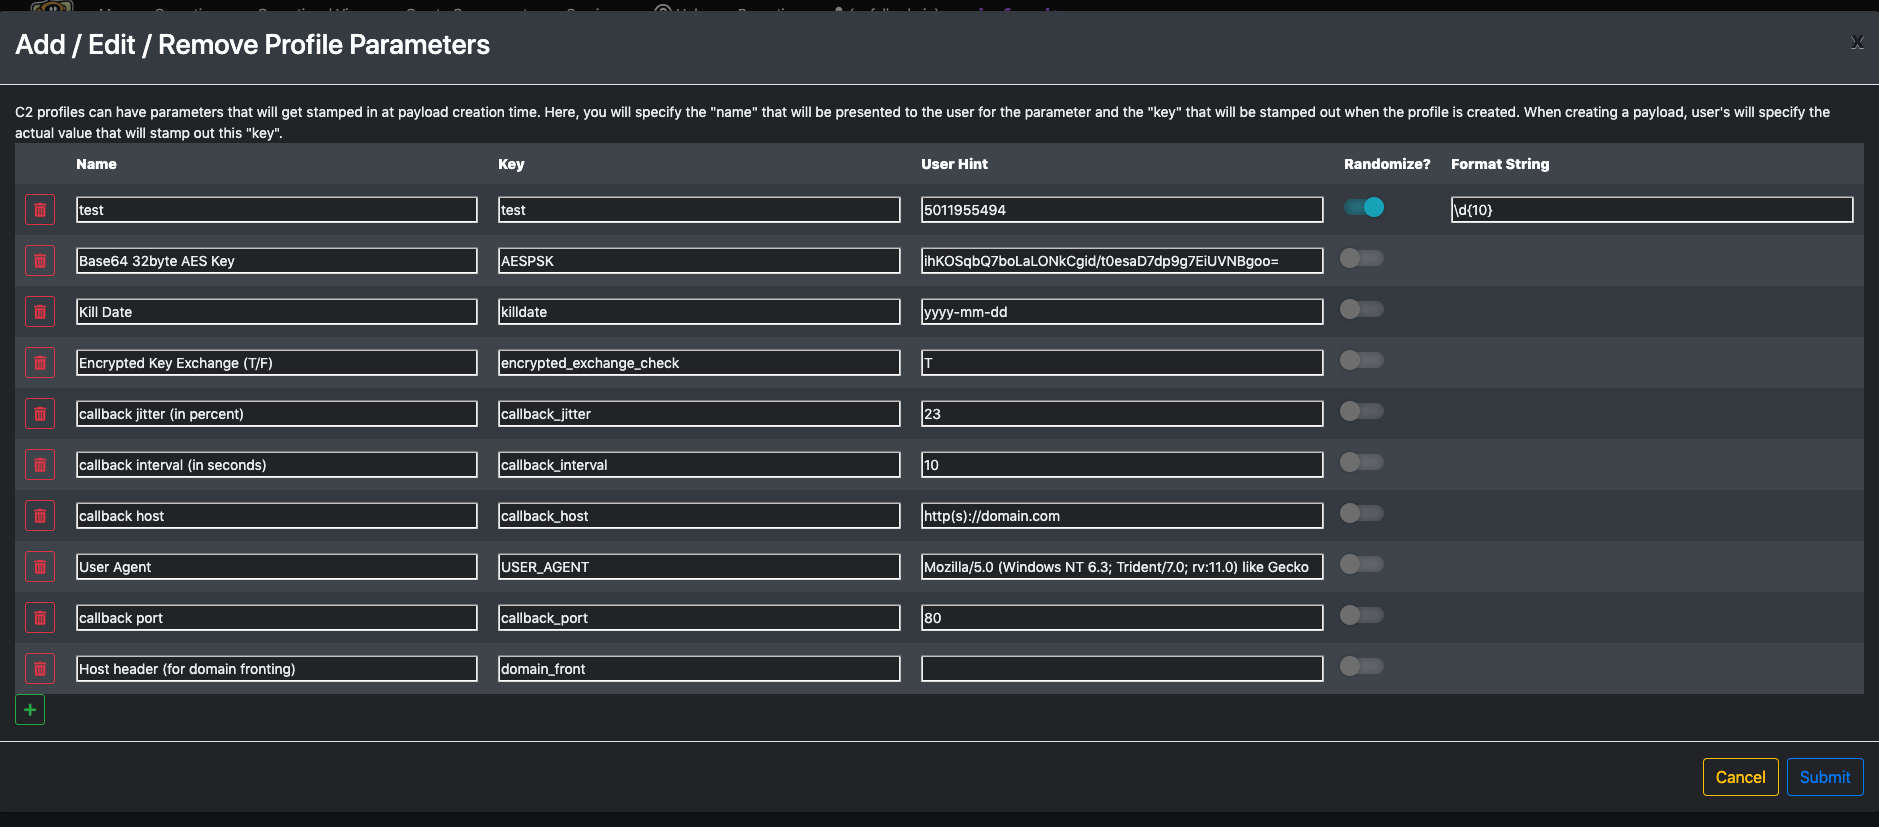 Add / Edit / Remove Profile Parameters
X
C2 profiles can have parameters that will get stamped in at payload creation time. Here, you will specify the "name" that will be presented to the user for the parameter and the "key" that will be stamped out when the profile is created. When creating a payload, user's will specify the
actual value that will stamp out this "key".
Name Key User Hint Randomize? Format String
test test 5011955494 \d{10}
Base64 32byte AES Key AESPSK ihKOSqbQ7boLaLONkCgid/t0esaD7dp9g7EiUVNBgoo=
Kill Date killdate yyyy-mm-dd
Encrypted Key Exchange (T/F) encrypted_exchange_check T
callback jitter (in percent) callback_jitter 23
callback interval (in seconds) callback_interval 10
callback host callback_host http(s)://domain.com
User Agent USER_AGENT Mozilla/5.0 (Windows NT 6.3; Trident/7.0; rv:11.0) like Gecko
callback port callback_port 80
Host header (for domain fronting) domain_front
+
Cancel Submit